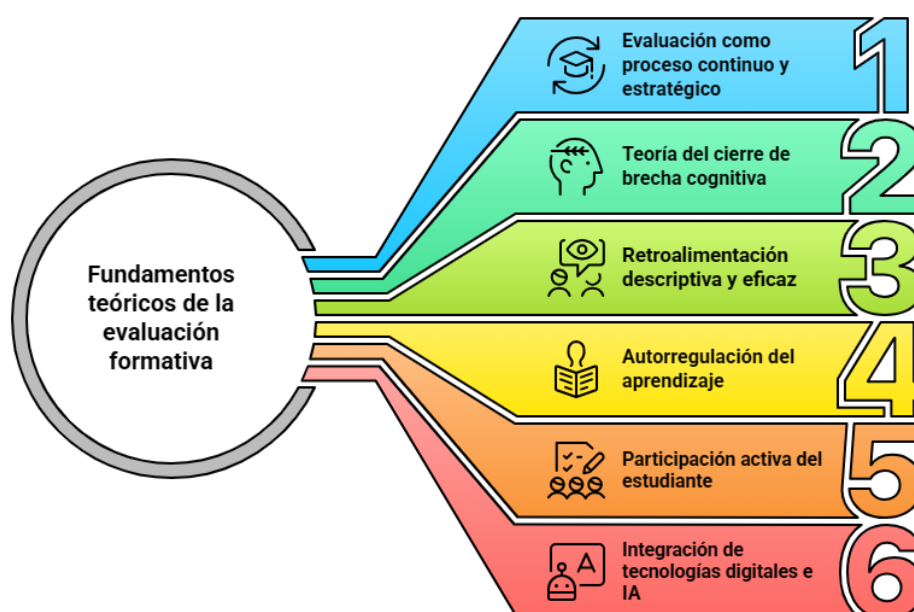 Fundamentos
teóricos de la
evaluación
formativa
Evaluación como
proceso continuo y
estratégico
1
Teoría del cierre de
brecha cognitiva
2
Retroalimentación
descriptiva y eficaz
3
Autorregulación del
aprendizaje
4
Participación activa del
estudiante
5
Integración de
tecnologías digitales e
IA
A
6